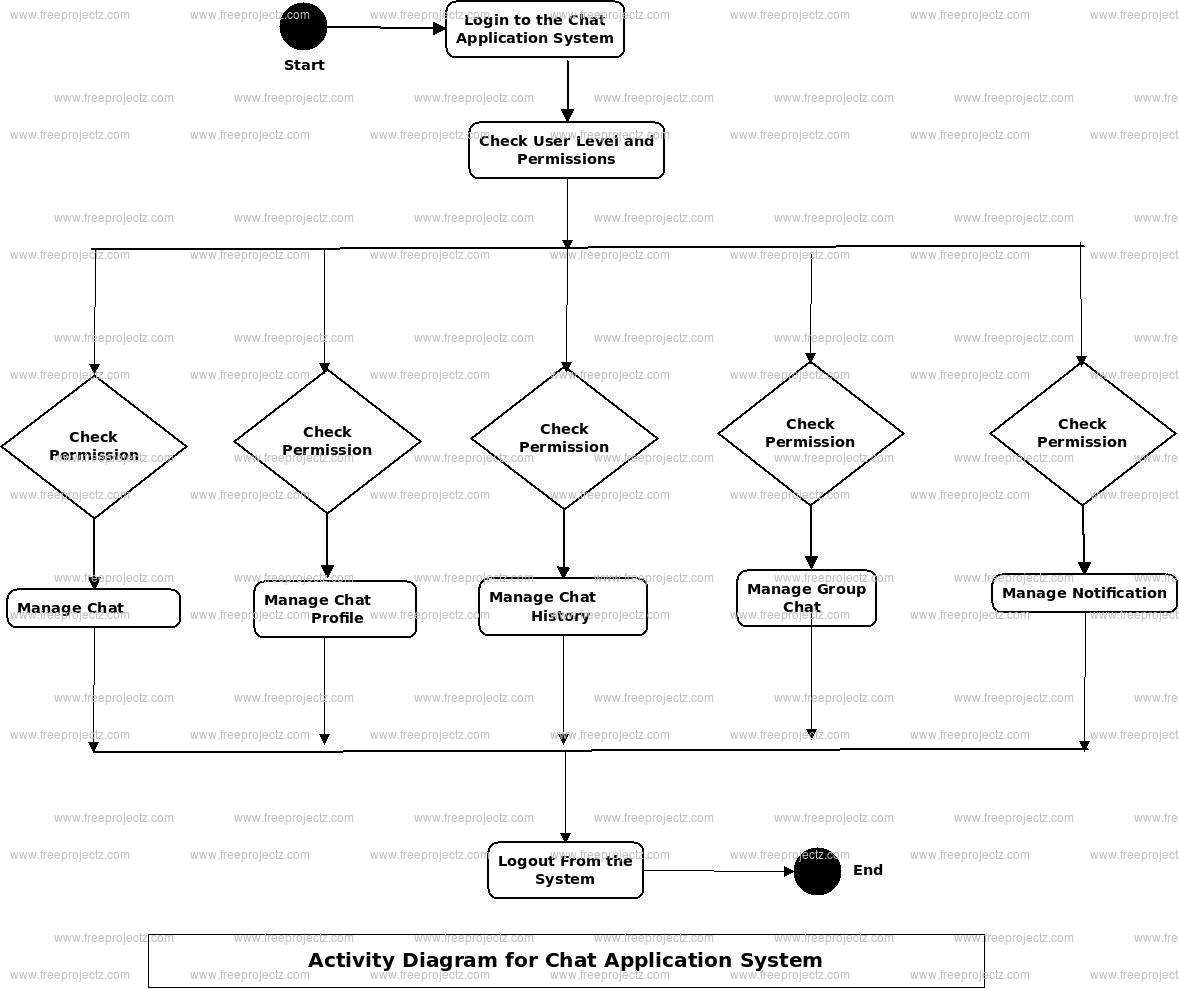 Login to the Chat
Application System
Start
Check User Level and
Permissions
Check
Permission
Check
Permission
Check
Permission
Check
Permission
Check
Permission
Manage Chat
Manage Chat
Profile
Manage Chat
History
Manage Group
Chat
Manage Notification
Logout From the
System
End
Activity Diagram for Chat Application System
www.freeprojectz.com